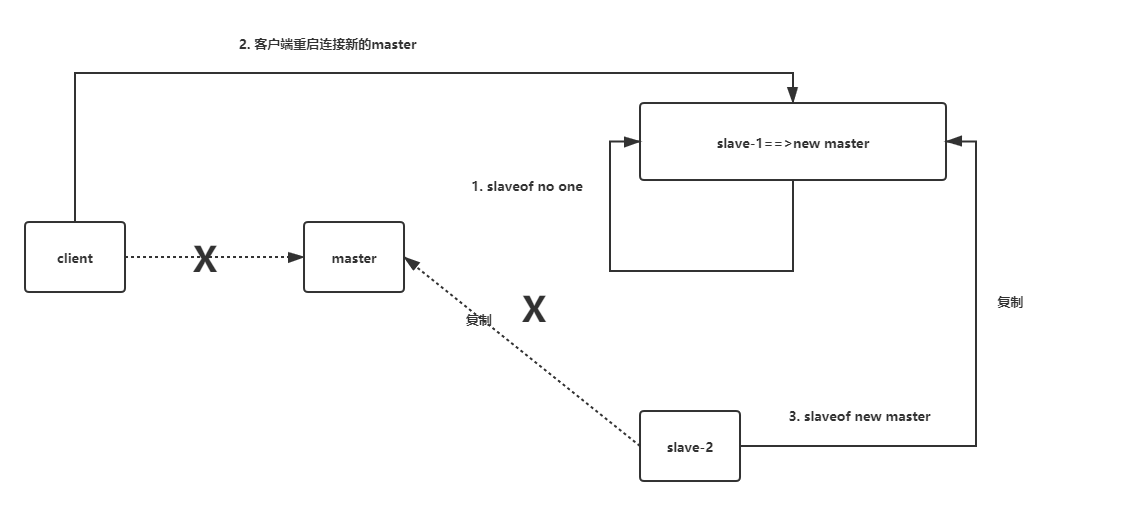 2. 客户端重启连接新的master
slave-1==>new master
1. slaveof no one
client
X
master
X
复制
复制
3. slaveof new master
slave-2